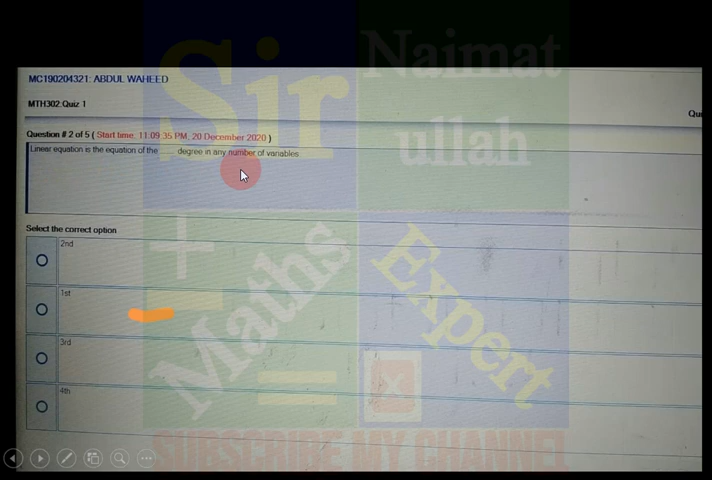 Sir
Naimat
ullah
MC190204321: ABDUL WAHEED
MTH302:Quiz 1
Qu
Question # 2 of 5 ( Start time: 11:09:35 PM, 20 December 2020 )
Linear equation is the equation of the ...... degree in any number of variables.
Select the correct option
2nd
1st
3rd
4th
Maths
Expert
SUBSCRIBE MY CHANNEL